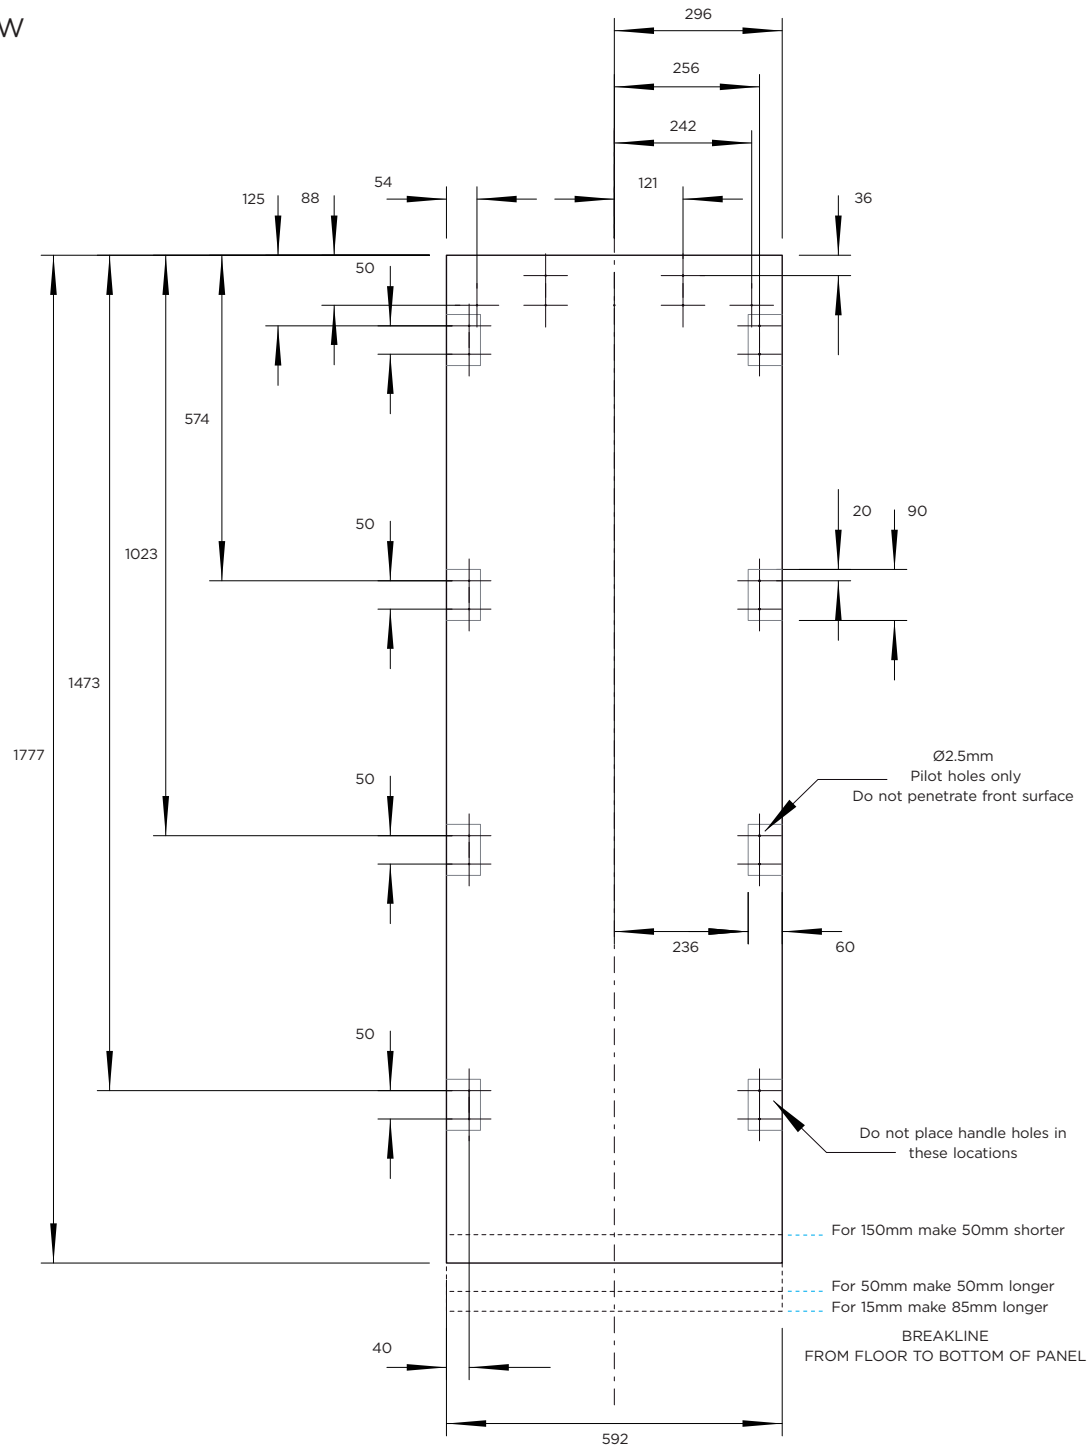 W
296
256
242
54
121
125
88
36
50
574
50
20
90
1023
1473
1777
50
Ø2.5mm
Pilot holes only
Do not penetrate front surface
236
60
50
Do not place handle holes in
these locations
For 150mm make 50mm shorter
For 50mm make 50mm longer
For 15mm make 85mm longer
BREAKLINE
FROM FLOOR TO BOTTOM OF PANEL
40
592